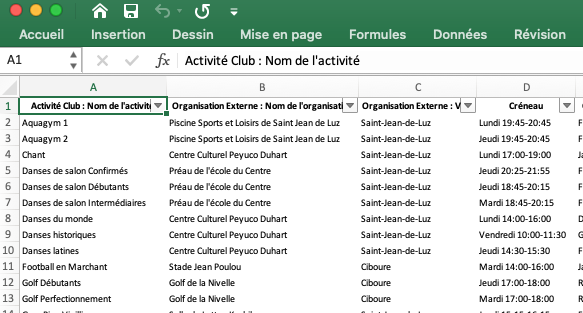 Accueil Insertion Dessin Mise en page Formules Données Révision
A1 fx Activité Club : Nom de l'activité
A B C D
1 Activité Club : Nom de l'activité Organisation Externe : Nom de l'organisati Organisation Externe : V Créneau
2 Aquagym 1 Piscine Sports et Loisirs de Saint Jean de Luz Saint-Jean-de-Luz Lundi 19:45-20:45 F
3 Aquagym 2 Piscine Sports et Loisirs de Saint Jean de Luz Saint-Jean-de-Luz Jeudi 19:45-20:45 F
4 Chant Centre Culturel Peyuco Duhart Saint-Jean-de-Luz Lundi 17:00-19:00 Ja
5 Danses de salon Confirmés Préau de l'école du Centre Saint-Jean-de-Luz Jeudi 20:25-21:55 F
6 Danses de salon Débutants Préau de l'école du Centre Saint-Jean-de-Luz Jeudi 18:45-20:15 F
7 Danses de salon Intermédiaires Préau de l'école du Centre Saint-Jean-de-Luz Mardi 18:45-20:15 F
8 Danses du monde Centre Culturel Peyuco Duhart Saint-Jean-de-Luz Lundi 14:00-16:00 D
9 Danses historiques Centre Culturel Peyuco Duhart Saint-Jean-de-Luz Vendredi 10:00-11:30 G
10 Danses latines Centre Culturel Peyuco Duhart Saint-Jean-de-Luz Jeudi 14:30-15:30 F
11 Football en Marchant Stade Jean Poulou Ciboure Mardi 14:00-16:00 Ja
12 Golf Débutants Golf de la Nivelle Ciboure Jeudi 17:00-18:00 R
13 Golf Perfectionnement Golf de la Nivelle Ciboure Mardi 17:00-18:00 R